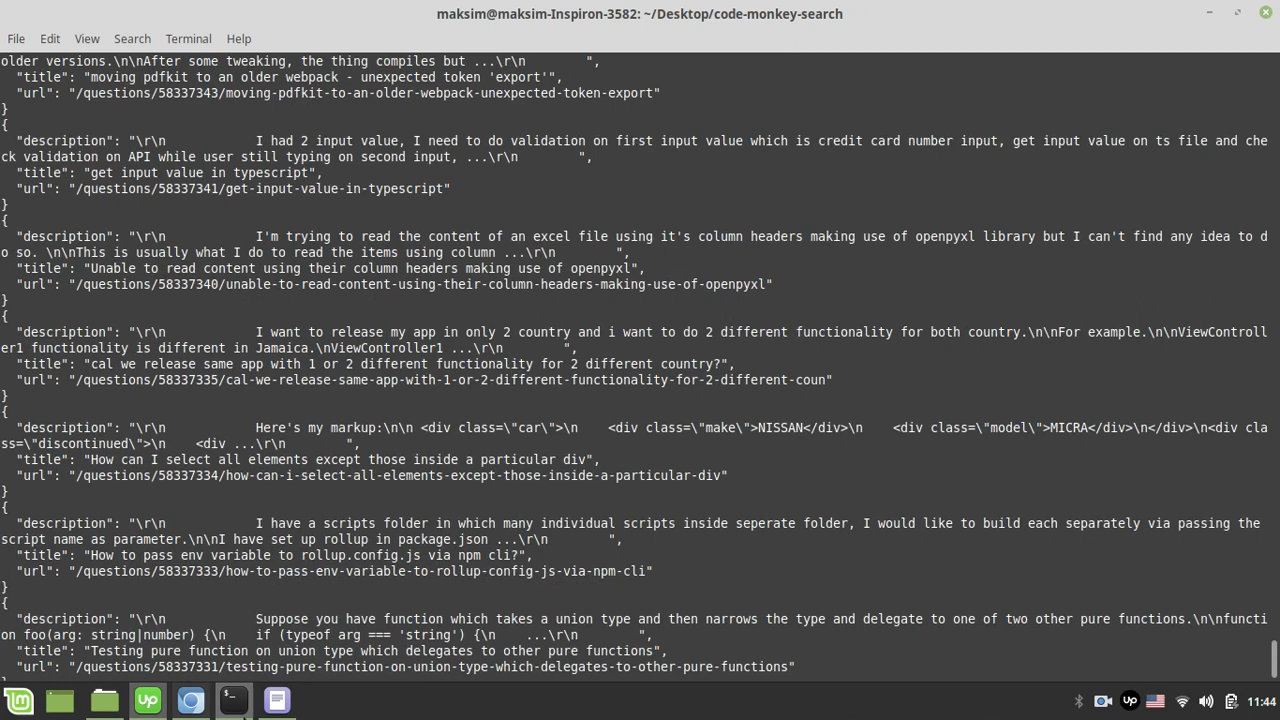 maksim@maksim-Inspiron-3582: ~/Desktop/code-monkey-search
File Edit View Search Terminal Help
older versions.\n\nAfter some tweaking, the thing compiles but ...\r\n        ",
  "title": "moving pdfkit to an older webpack - unexpected token 'export'",
  "url": "/questions/58337343/moving-pdfkit-to-an-older-webpack-unexpected-token-export"
}
{
  "description": "\r\n            I had 2 input value, I need to do validation on first input value which is credit card number input, get input value on ts file and che
ck validation on API while user still typing on second input, ...\r\n        ",
  "title": "get input value in typescript",
  "url": "/questions/58337341/get-input-value-in-typescript"
}
{
  "description": "\r\n            I'm trying to read the content of an excel file using it's column headers making use of openpyxl library but I can't find any idea to d
o so. \n\nThis is usually what I do to read the items using column ...\r\n        ",
  "title": "Unable to read content using their column headers making use of openpyxl",
  "url": "/questions/58337340/unable-to-read-content-using-their-column-headers-making-use-of-openpyxl"
}
{
  "description": "\r\n            I want to release my app in only 2 country and i want to do 2 different functionality for both country.\n\nFor example.\n\nViewControll
er1 functionality is different in Jamaica.\nViewController1 ...\r\n        ",
  "title": "cal we release same app with 1 or 2 different functionality for 2 different country?",
  "url": "/questions/58337335/cal-we-release-same-app-with-1-or-2-different-functionality-for-2-different-coun"
}
{
  "description": "\r\n            Here's my markup:\n\n <div class=\"car\">\n    <div class=\"make\">NISSAN</div>\n    <div class=\"model\">MICRA</div>\n</div>\n<div cla
ss=\"discontinued\">\n    <div ...\r\n        ",
  "title": "How can I select all elements except those inside a particular div",
  "url": "/questions/58337334/how-can-i-select-all-elements-except-those-inside-a-particular-div"
}
{
  "description": "\r\n            I have a scripts folder in which many individual scripts inside seperate folder, I would like to build each separately via passing the
script name as parameter.\n\nI have set up rollup in package.json ...\r\n        ",
  "title": "How to pass env variable to rollup.config.js via npm cli?",
  "url": "/questions/58337333/how-to-pass-env-variable-to-rollup-config-js-via-npm-cli"
}
{
  "description": "\r\n            Suppose you have function which takes a union type and then narrows the type and delegate to one of two other pure functions.\n\nfuncti
on foo(arg: string|number) {\n    if (typeof arg === 'string') {\n    ...\r\n        ",
  "title": "Testing pure function on union type which delegates to other pure functions",
  "url": "/questions/58337331/testing-pure-function-on-union-type-which-delegates-to-other-pure-functions"
up $_ up 11:44